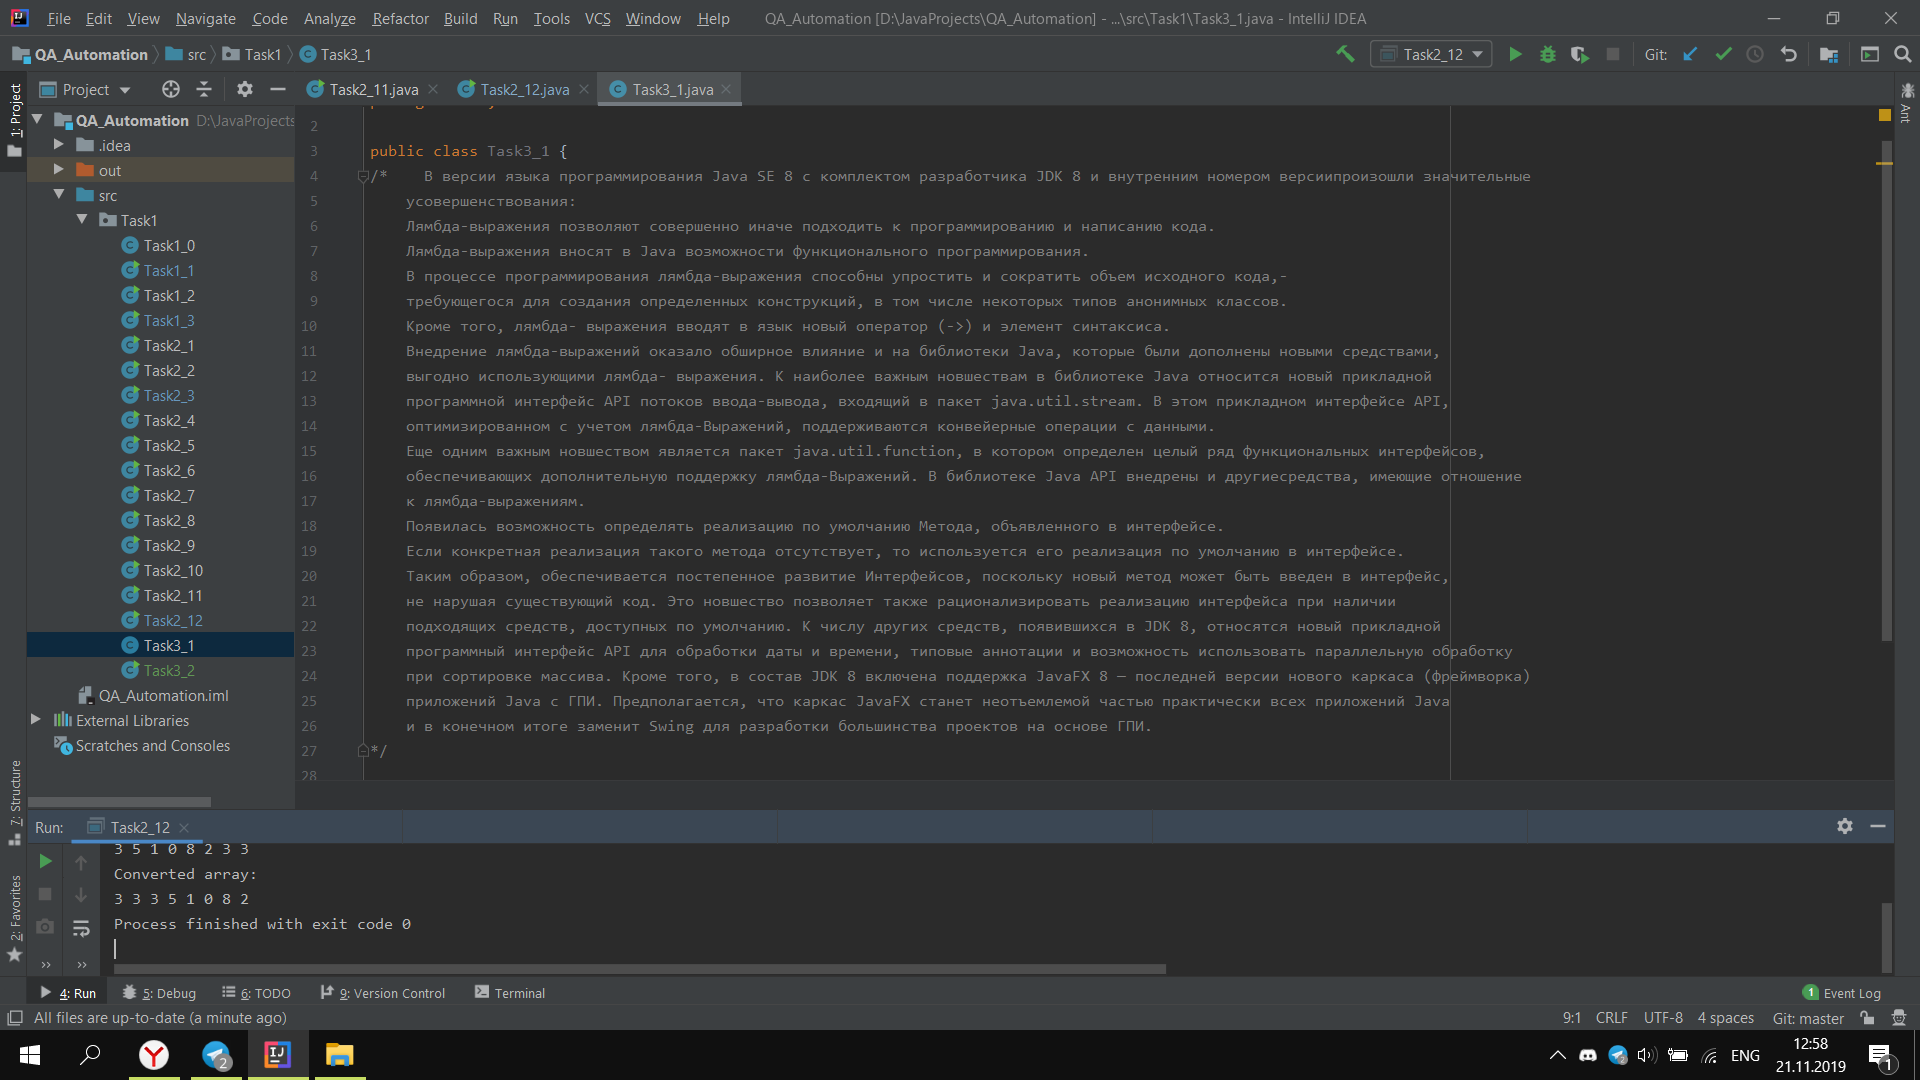 File Edit View Navigate Code Analyze Refactor Build Run Tools VCS Window Help QA_Automation [D:\JavaProjects\QA_Automation] - ...\src\Task1\Task3_1.java - IntelliJ IDEA
QA_Automation src Task1 Task3_1 Task2_12 Git:
1: Project
Project
Task2_11.java Task2_12.java Task3_1.java
Ant
QA_Automation D:\JavaProjects
.idea
out
src
Task1
Task1_0
Task1_1
Task1_2
Task1_3
Task2_1
Task2_2
Task2_3
Task2_4
Task2_5
Task2_6
Task2_7
Task2_8
Task2_9
Task2_10
Task2_11
Task2_12
Task3_1
Task3_2
QA_Automation.iml
External Libraries
Scratches and Consoles
2
3 public class Task3_1 {
4 /* В версии языка программирования Java SE 8 с комплектом разработчика JDK 8 и внутренним номером версиипроизошли значительные
5 усовершенствования:
6 Лямбда-выражения позволяют совершенно иначе подходить к программированию и написанию кода.
7 Лямбда-выражения вносят в Java возможности функционального программирования.
8 В процессе программирования лямбда-выражения способны упростить и сократить объем исходного кода,-
9 требующегося для создания определенных конструкций, в том числе некоторых типов анонимных классов.
10 Кроме того, лямбда- выражения вводят в язык новый оператор (->) и элемент синтаксиса.
11 Внедрение лямбда-выражений оказало обширное влияние и на библиотеки Java, которые были дополнены новыми средствами,
12 выгодно использующими лямбда- выражения. К наиболее важным новшествам в библиотеке Java относится новый прикладной
13 программной интерфейс API потоков ввода-вывода, входящий в пакет java.util.stream. В этом прикладном интерфейсе API,
14 оптимизированном с учетом лямбда-Выражений, поддерживаются конвейерные операции с данными.
15 Еще одним важным новшеством является пакет java.util.function, в котором определен целый ряд функциональных интерфейсов,
16 обеспечивающих дополнительную поддержку лямбда-Выражений. В библиотеке Java API внедрены и другиесредства, имеющие отношение
17 к лямбда-выражениям.
18 Появилась возможность определять реализацию по умолчанию Метода, объявленного в интерфейсе.
19 Если конкретная реализация такого метода отсутствует, то используется его реализация по умолчанию в интерфейсе.
20 Таким образом, обеспечивается постепенное развитие Интерфейсов, поскольку новый метод может быть введен в интерфейс,
21 не нарушая существующий код. Это новшество позволяет также рационализировать реализацию интерфейса при наличии
22 подходящих средств, доступных по умолчанию. К числу других средств, появившихся в JDK 8, относятся новый прикладной
23 программный интерфейс API для обработки даты и времени, типовые аннотации и возможность использовать параллельную обработку
24 при сортировке массива. Кроме того, в состав JDK 8 включена поддержка JavaFX 8 — последней версии нового каркаса (фреймворка)
25 приложений Java с ГПИ. Предполагается, что каркас JavaFX станет неотъемлемой частью практически всех приложений Java
26 и в конечном итоге заменит Swing для разработки большинства проектов на основе ГПИ.
27 */
28
7: Structure
2: Favorites
Run: Task2_12
3 5 1 0 8 2 3 3
Converted array:
3 3 3 5 1 0 8 2
Process finished with exit code 0
4: Run 5: Debug 6: TODO 9: Version Control Terminal 1 Event Log
All files are up-to-date (a minute ago) 9:1 CRLF UTF-8 4 spaces Git: master
2 ENG 12:58
21.11.2019 1